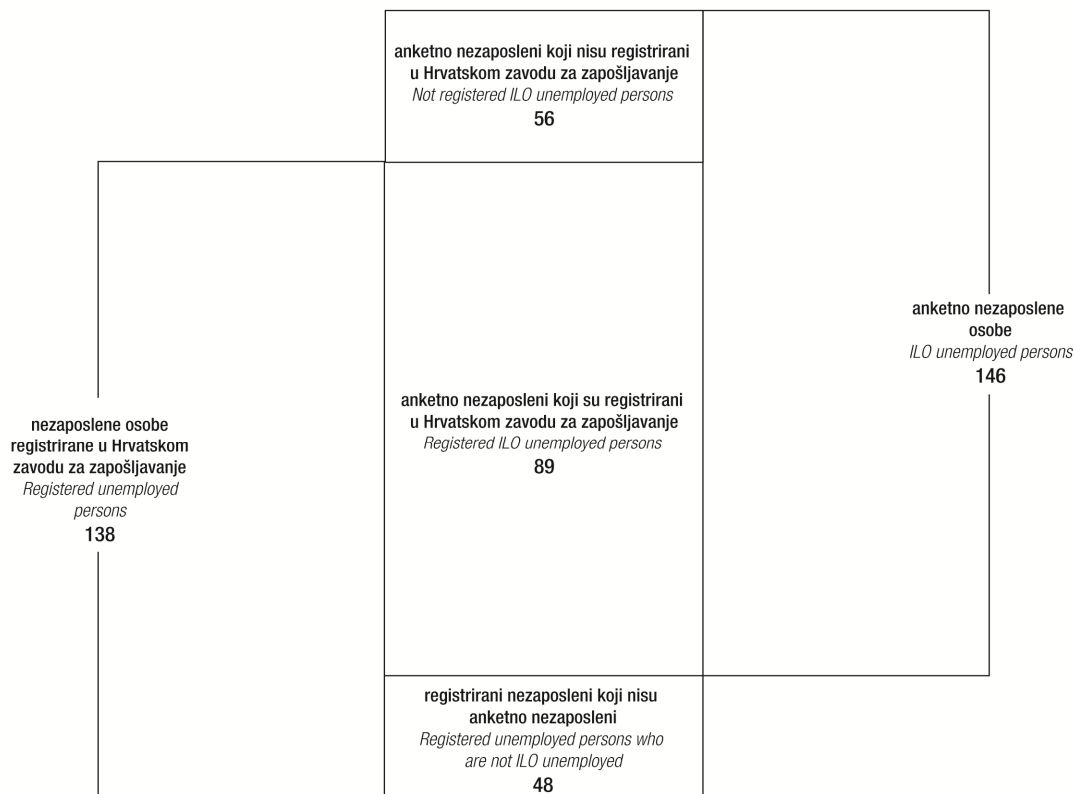 anketno nezaposleni koji nisu registrirani
u Hrvatskom zavodu za zapošljavanje
Not registered ILO unemployed persons
56
anketno nezaposlene
osobe
ILO unemployed persons
146
anketno nezaposleni koji su registrirani
u Hrvatskom zavodu za zapošljavanje
Registered ILO unemployed persons
89
nezaposlene osobe
registrirane u Hrvatskom
zavodu za zapošljavanje
Registered unemployed
persons
138
registrirani nezaposleni koji nisu
anketno nezaposleni
Registered unemployed persons who
are not ILO unemployed
48